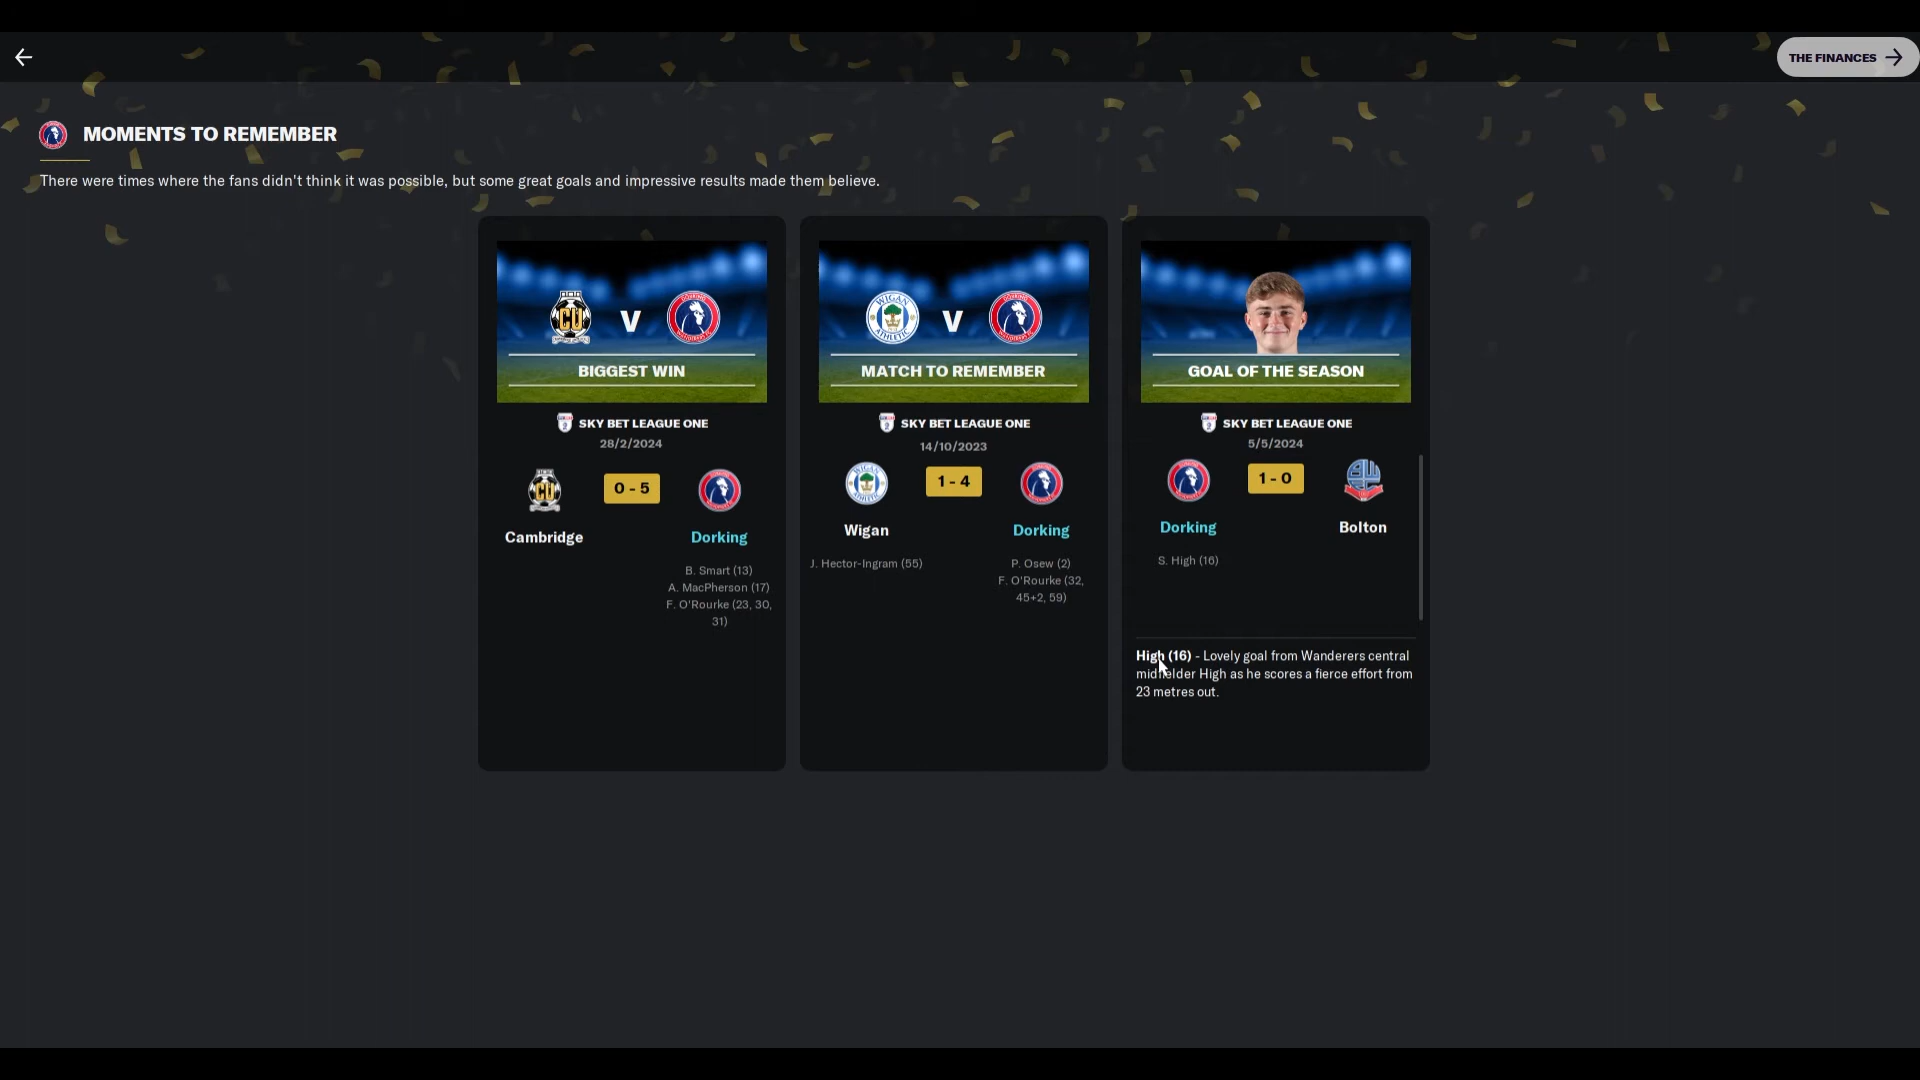 THE FINANCES
MOMENTS TO REMEMBER
There were times where the fans didn't think it was possible, but some great goals and impressive results made them believe.
CU V
BIGGEST WIN
SKY BET LEAGUE ONE
28/2/2024
CU 0 - 5
Cambridge Dorking
B. Smart (13)
A. MacPherson (17)
F. O'Rourke (23, 30,
31)
WIGAN ATHLETIC V
MATCH TO REMEMBER
SKY BET LEAGUE ONE
14/10/2023
1 - 4
Wigan Dorking
J. Hector-Ingram (55) P. Osew (2)
F. O'Rourke (32,
45+2, 59)
GOAL OF THE SEASON
SKY BET LEAGUE ONE
5/5/2024
1 - 0
Dorking Bolton
S. High (16)
High (16) - Lovely goal from Wanderers central
midfielder High as he scores a fierce effort from
23 metres out.